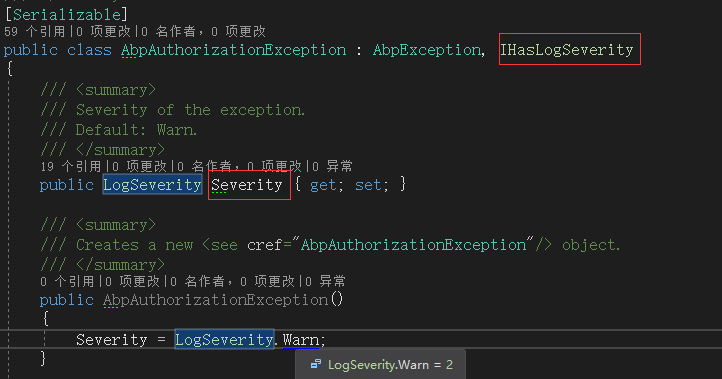 [Serializable]
59 个引用|0 项更改|0 名作者，0 项更改
public class AbpAuthorizationException : AbpException, IHasLogSeverity
{
/// <summary>
/// Severity of the exception.
/// Default: Warn.
/// </summary>
19 个引用|0 项更改|0 名作者，0 项更改|0 异常
public LogSeverity Severity { get; set; }
/// <summary>
/// Creates a new <see cref="AbpAuthorizationException"/> object.
/// </summary>
0 个引用|0 项更改|0 名作者，0 项更改|0 异常
public AbpAuthorizationException()
{
Severity = LogSeverity.Warn;
}
LogSeverity.Warn = 2